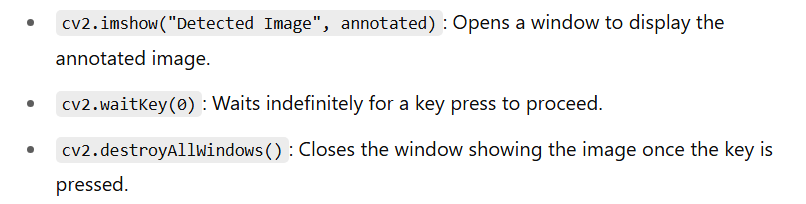 cv2.imshow("Detected Image", annotated): Opens a window to display the
annotated image.
cv2.waitKey(0): Waits indefinitely for a key press to proceed.
cv2.destroyAllWindows(): Closes the window showing the image once the key is
pressed.